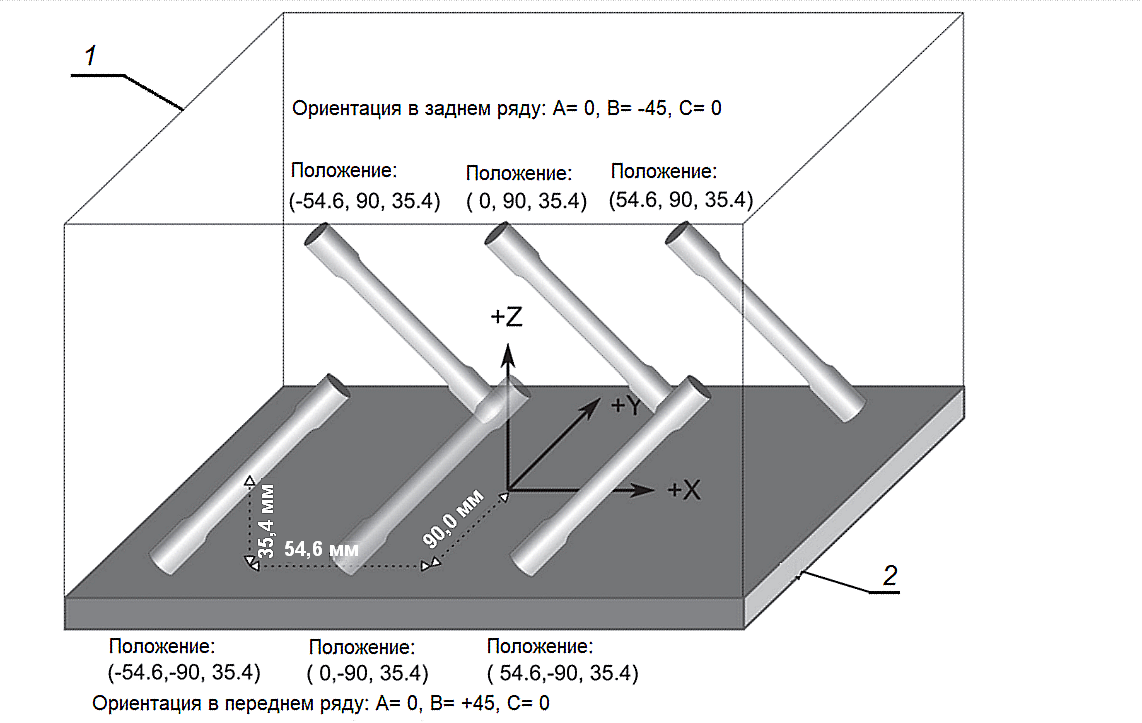 1
Ориентация в заднем ряду: A= 0, B= -45, C= 0
Положение:
(-54.6, 90, 35.4)
Положение:
( 0, 90, 35.4)
Положение:
(54.6, 90, 35.4)
+Z
+Y
+X
35,4 мм
54,6 мм
90,0 мм
2
Положение:
(-54.6,-90, 35.4)
Положение:
( 0,-90, 35.4)
Положение:
( 54.6,-90, 35.4)
Ориентация в переднем ряду: A= 0, B= +45, C= 0